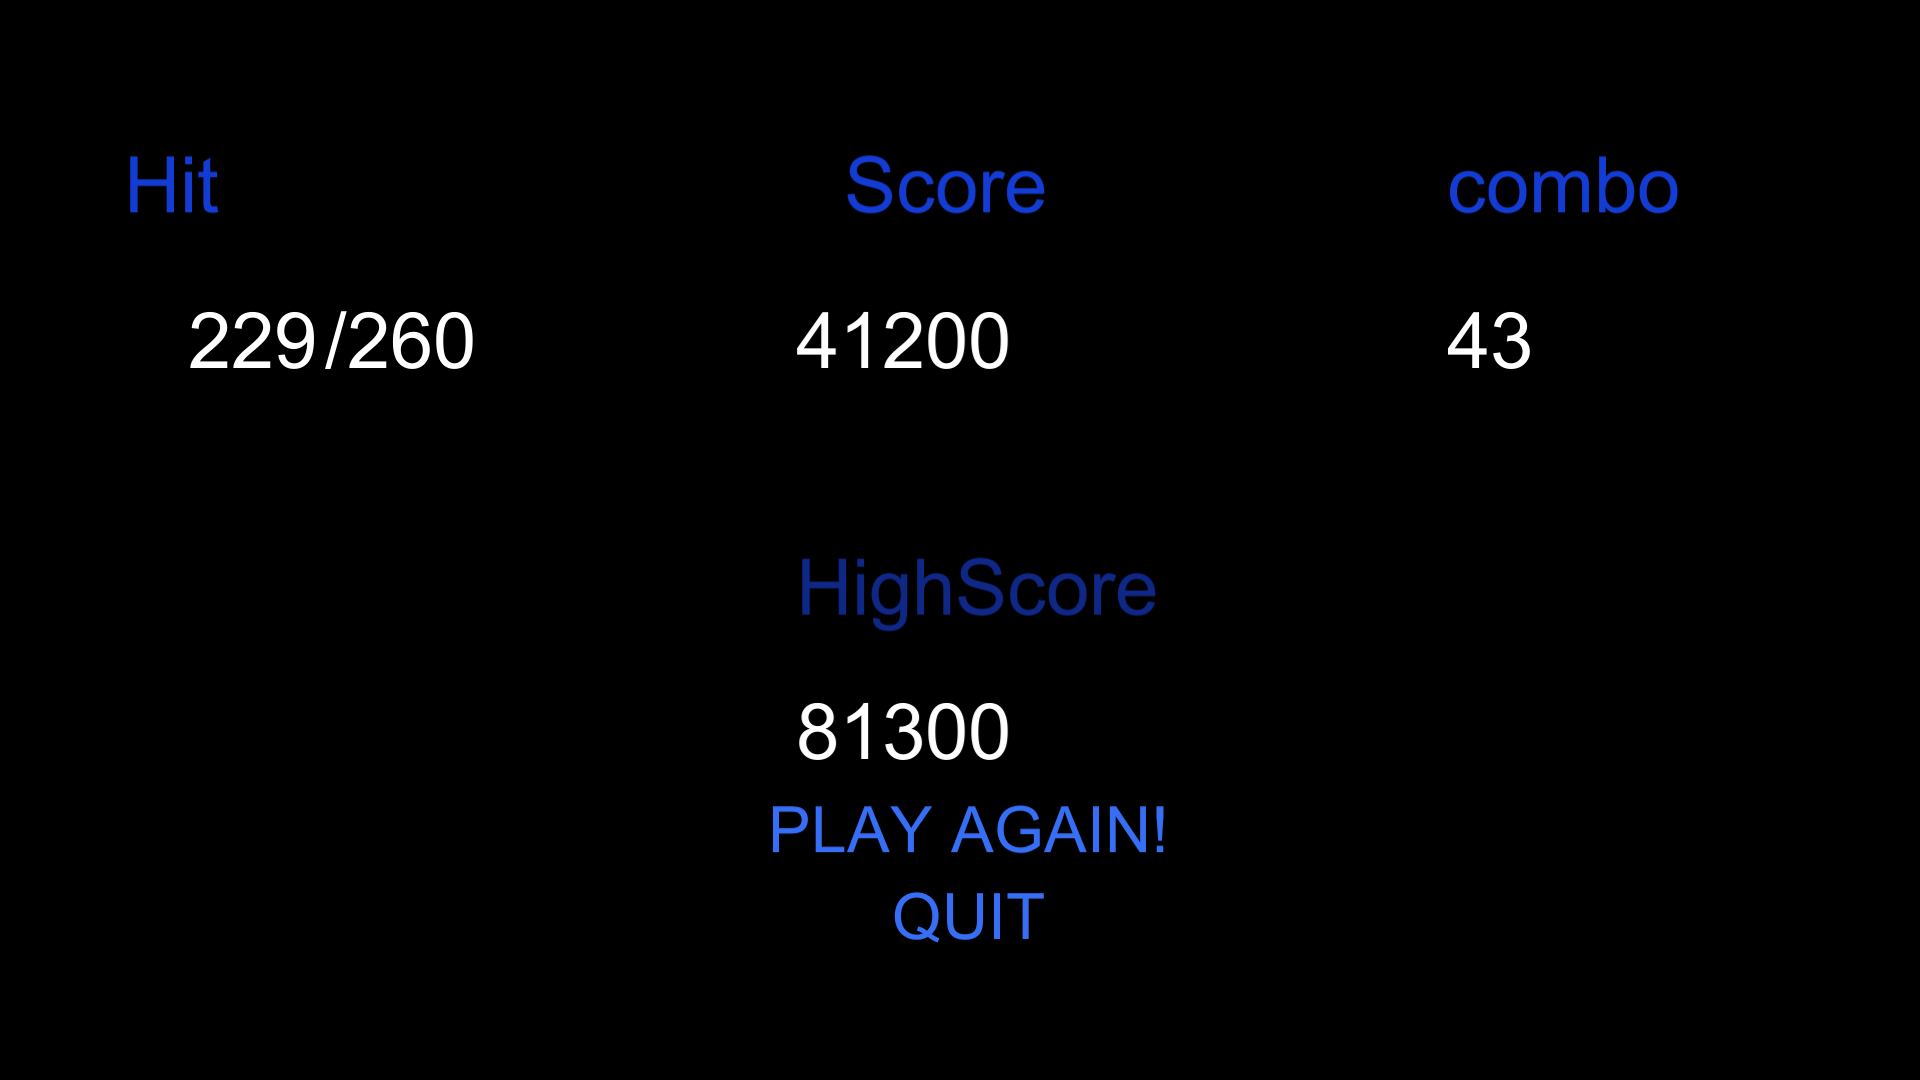 Hit Score combo
229/260 41200 43
HighScore
81300
PLAY AGAIN!
QUIT